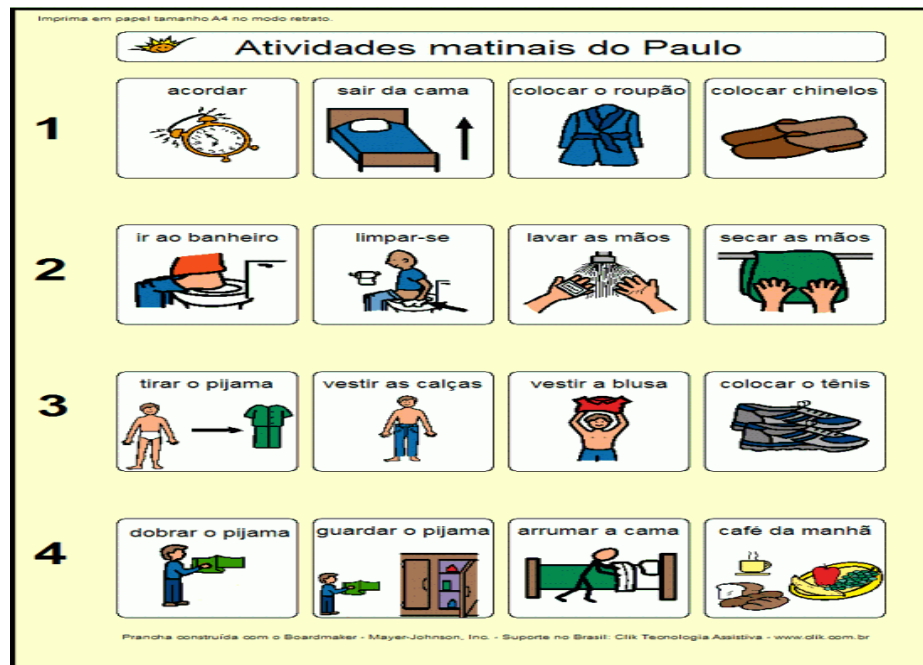 Imprima em papel tamanho A4 no modo retrato.
Atividades matinais do Paulo
1
acordar
sair da cama
colocar o roupão
colocar chinelos
2
ir ao banheiro
limpar-se
lavar as mãos
secar as mãos
3
tirar o pijama
vestir as calças
vestir a blusa
colocar o tênis
4
dobrar o pijama
guardar o pijama
arrumar a cama
café da manhã
Prancha construída com o Boardmaker - Mayer-Johnson, Inc. - Suporte no Brasil: Clik Tecnologia Assistiva - www.clik.com.br